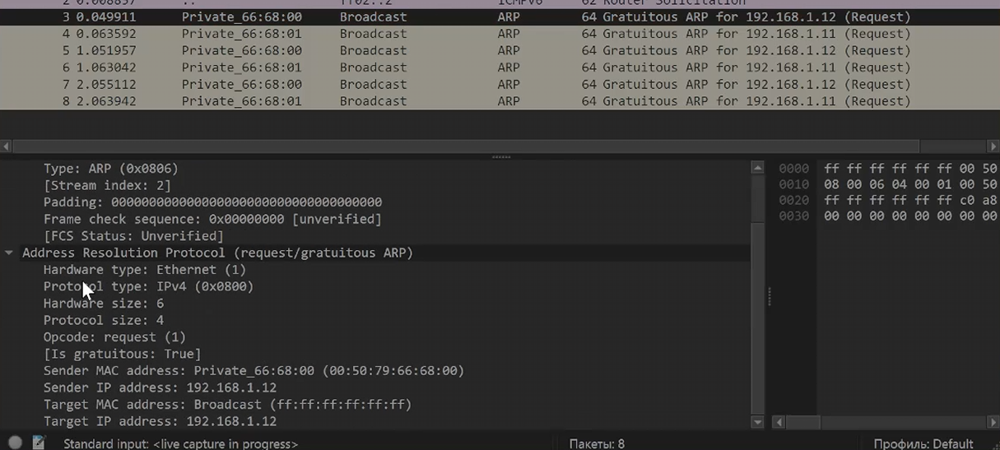 2 0.008857 :: ff02::2 ICMPv6 62 Router Solicitation
3 0.049911 Private_66:68:00 Broadcast ARP 64 Gratuitous ARP for 192.168.1.12 (Request)
4 0.063592 Private_66:68:01 Broadcast ARP 64 Gratuitous ARP for 192.168.1.11 (Request)
5 1.051957 Private_66:68:00 Broadcast ARP 64 Gratuitous ARP for 192.168.1.12 (Request)
6 1.063042 Private_66:68:01 Broadcast ARP 64 Gratuitous ARP for 192.168.1.11 (Request)
7 2.055112 Private_66:68:00 Broadcast ARP 64 Gratuitous ARP for 192.168.1.12 (Request)
8 2.063942 Private_66:68:01 Broadcast ARP 64 Gratuitous ARP for 192.168.1.11 (Request)
Type: ARP (0x0806)
[Stream index: 2]
Padding: 000000000000000000000000000000000000
Frame check sequence: 0x00000000 [unverified]
[FCS Status: Unverified]
Address Resolution Protocol (request/gratuitous ARP)
Hardware type: Ethernet (1)
Protocol type: IPv4 (0x0800)
Hardware size: 6
Protocol size: 4
Opcode: request (1)
[Is gratuitous: True]
Sender MAC address: Private_66:68:00 (00:50:79:66:68:00)
Sender IP address: 192.168.1.12
Target MAC address: Broadcast (ff:ff:ff:ff:ff:ff)
Target IP address: 192.168.1.12
0000 ff ff ff ff ff ff 00 50
0010 08 00 06 04 00 01 00 50
0020 ff ff ff ff ff ff c0 a8
0030 00 00 00 00 00 00 00 00
Standard input: <live capture in progress>
Пакеты: 8
Профиль: Default